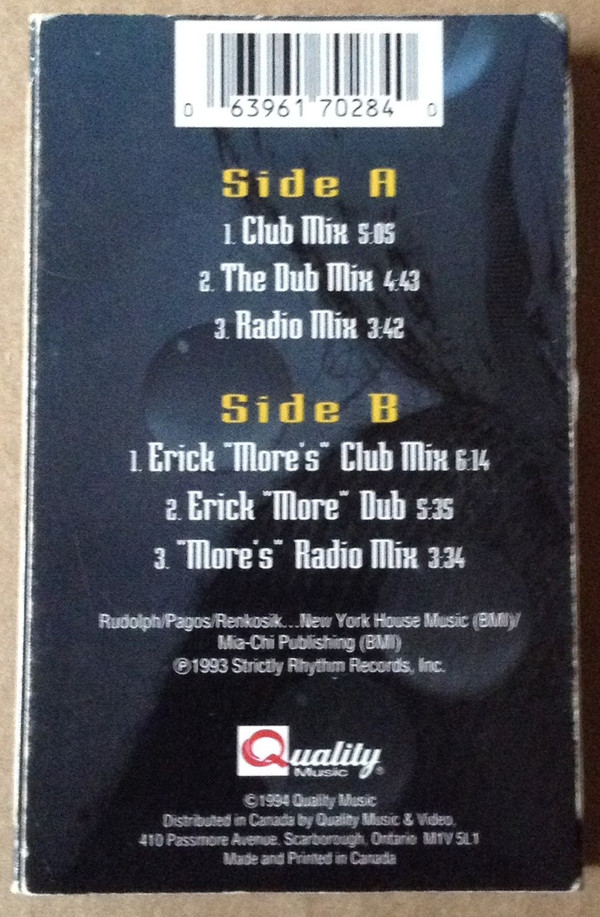 0 63961 70284 0
Side A
1. Club Mix 5:05
2. The Dub Mix 4:43
3. Radio Mix 3:42
Side B
1. Erick "More's" Club Mix 6:14
2. Erick "More" Dub 5:35
3. "More's" Radio Mix 3:34
Rudolph/Pagos/Renkosik...New York House Music (BMI)/
Mia-Chi Publishing (BMI)
℗1993 Strictly Rhythm Records, Inc.
Quality
Music®
©1994 Quality Music
Distributed in Canada by Quality Music & Video,
410 Passmore Avenue, Scarborough, Ontario M1V 5L1
Made and Printed in Canada